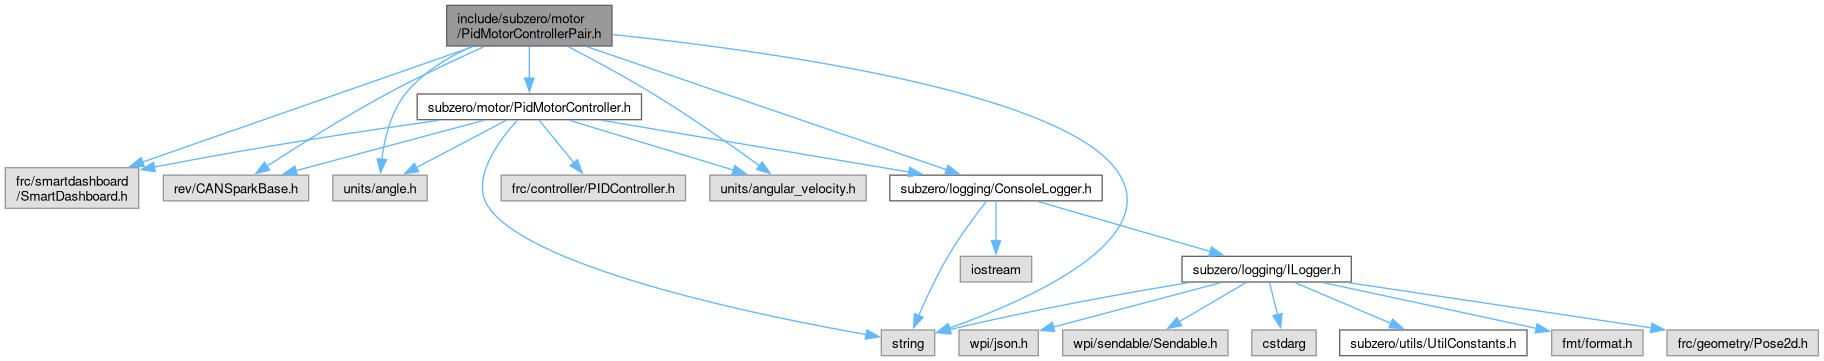 include/subzero/motor
/PidMotorControllerPair.h
subzero/motor/PidMotorController.h
frc/smartdashboard
/SmartDashboard.h
rev/CANSparkBase.h
units/angle.h
frc/controller/PIDController.h
units/angular_velocity.h
subzero/logging/ConsoleLogger.h
iostream
subzero/logging/ILogger.h
string
wpi/json.h
wpi/sendable/Sendable.h
cstdarg
subzero/utils/UtilConstants.h
fmt/format.h
frc/geometry/Pose2d.h